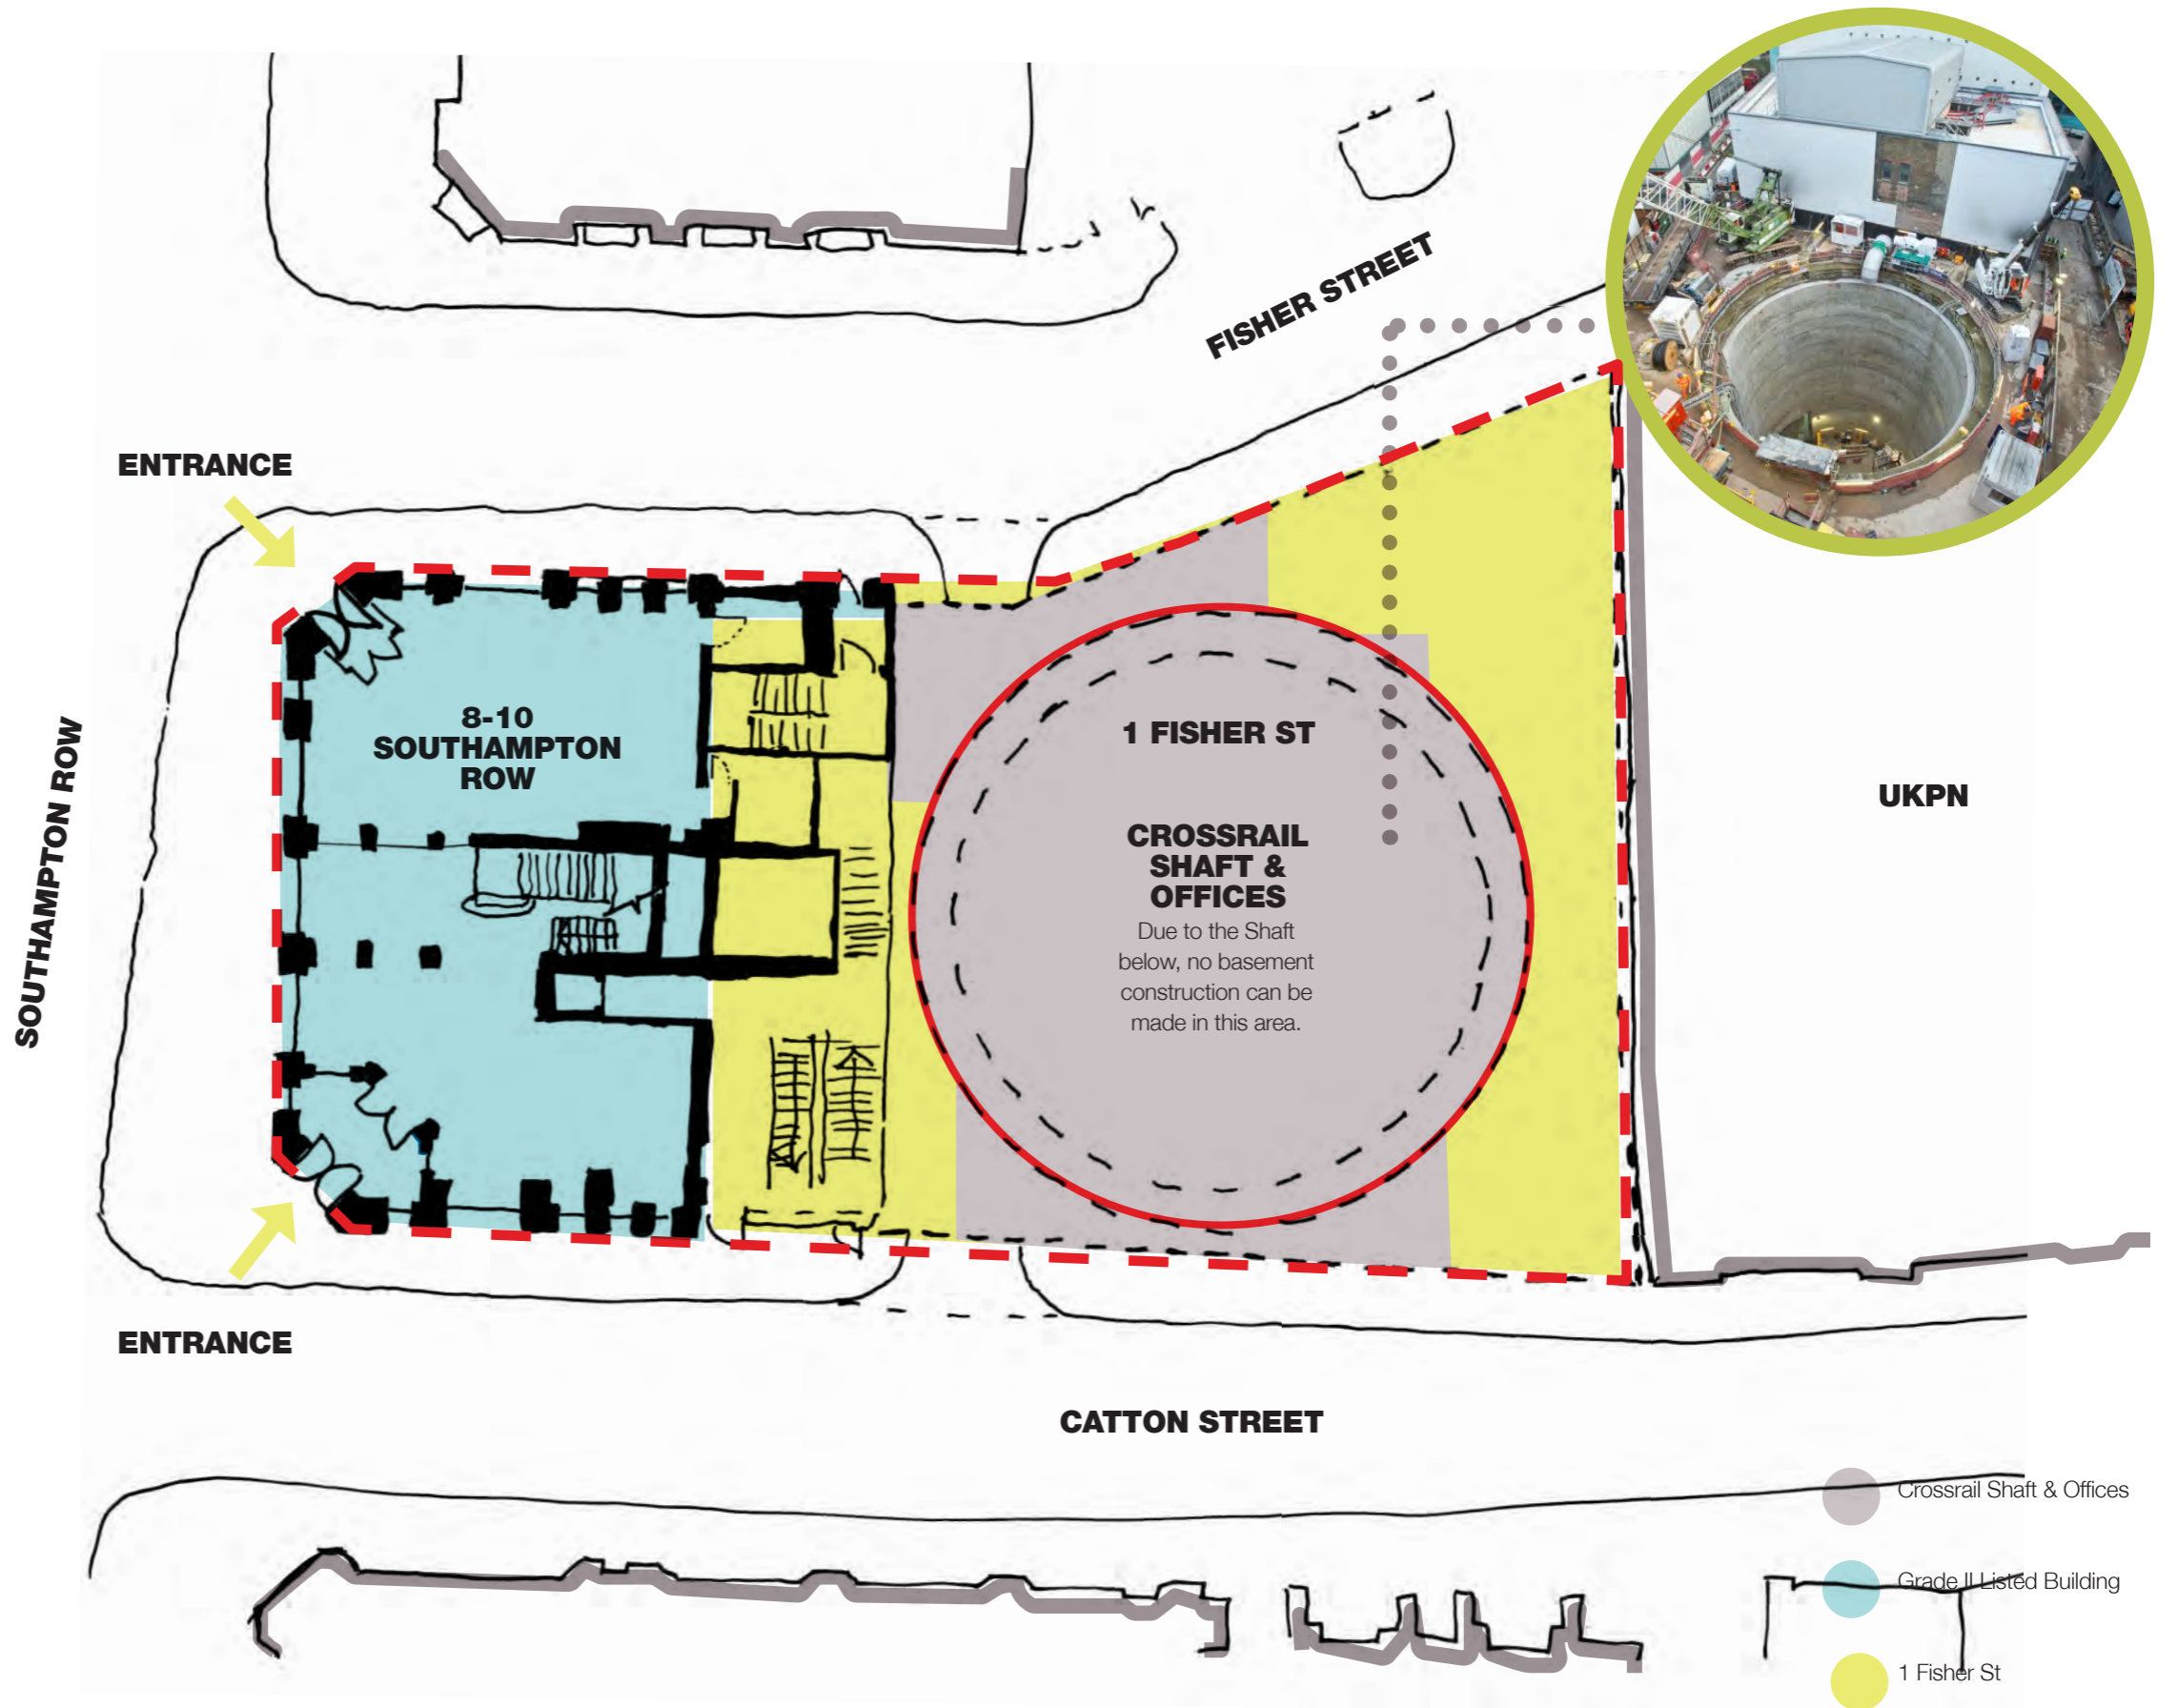 FISHER STREET
ENTRANCE
8-10
SOUTHAMPTON
ROW
1 FISHER ST
SOUTHAMPTON ROW
UKPN
CROSSRAIL
SHAFT &
OFFICES
Due to the Shaft
below, no basement
construction can be
made in this area.
ENTRANCE
CATTON STREET
Crossrail Shaft & Offices
Grade II Listed Building
1 Fisher St